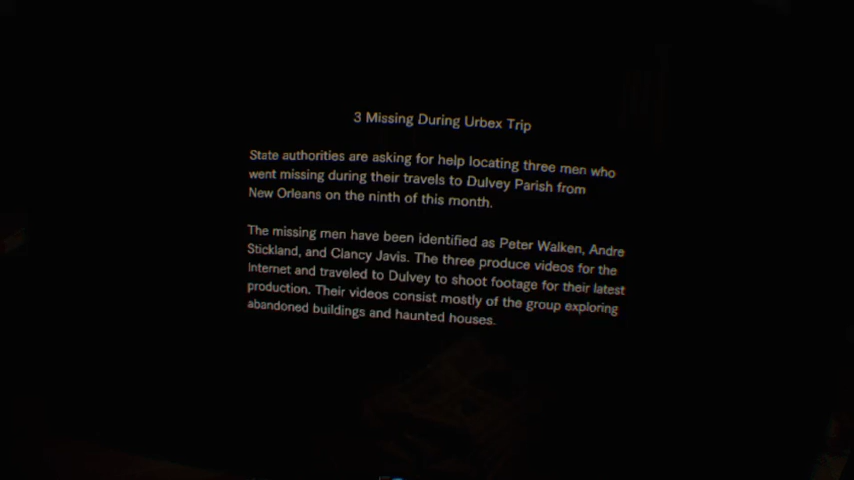 3 Missing During Urbex Trip
State authorities are asking for help locating three men who
went missing during their travels to Dulvey Parish from
New Orleans on the ninth of this month.
The missing men have been identified as Peter Walken, Andre
Stickland, and Clancy Javis. The three produce videos for the
Internet and traveled to Dulvey to shoot footage for their latest
production. Their videos consist mostly of the group exploring
abandoned buildings and haunted houses.